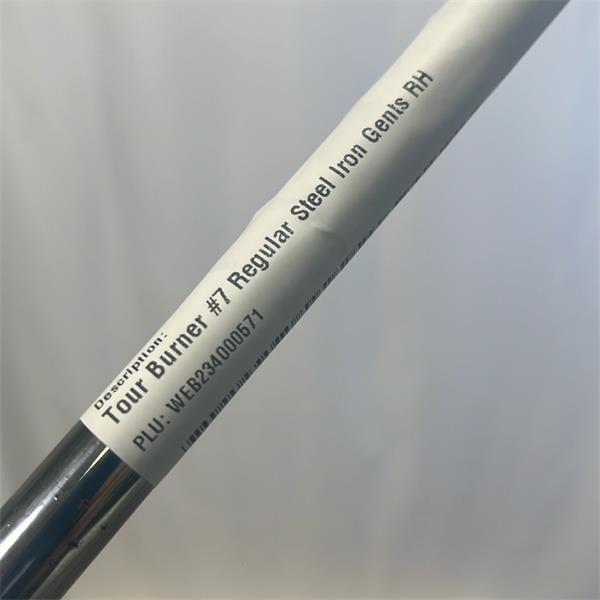 Description:
Tour Burner #7 Regular Steel Iron Gents RH
PLU: WEB234000571